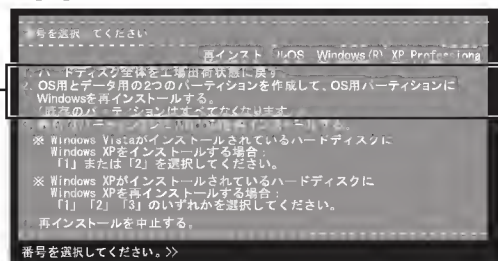 番号を選択 てください
再インスト ルOS Windows(R) XP Professiona
1. ハードディスク全体を工場出荷状態に戻す
2. OS用とデータ用の2つのパーティションを作成して、OS用パーティションに
Windowsを再インストールする。
既存のパーティションはすべてなくなります
※ Windows Vistaがインストールされているハードディスクに
Windows XPをインストールする場合：
「1」または「2」を選択してください。
※ Windows XPがインストールされているハードディスクに
Windows XPを再インストールする場合：
「1」「2」「3」のいずれかを選択してください。
再インストールを中止する。
番号を選択してください。≫